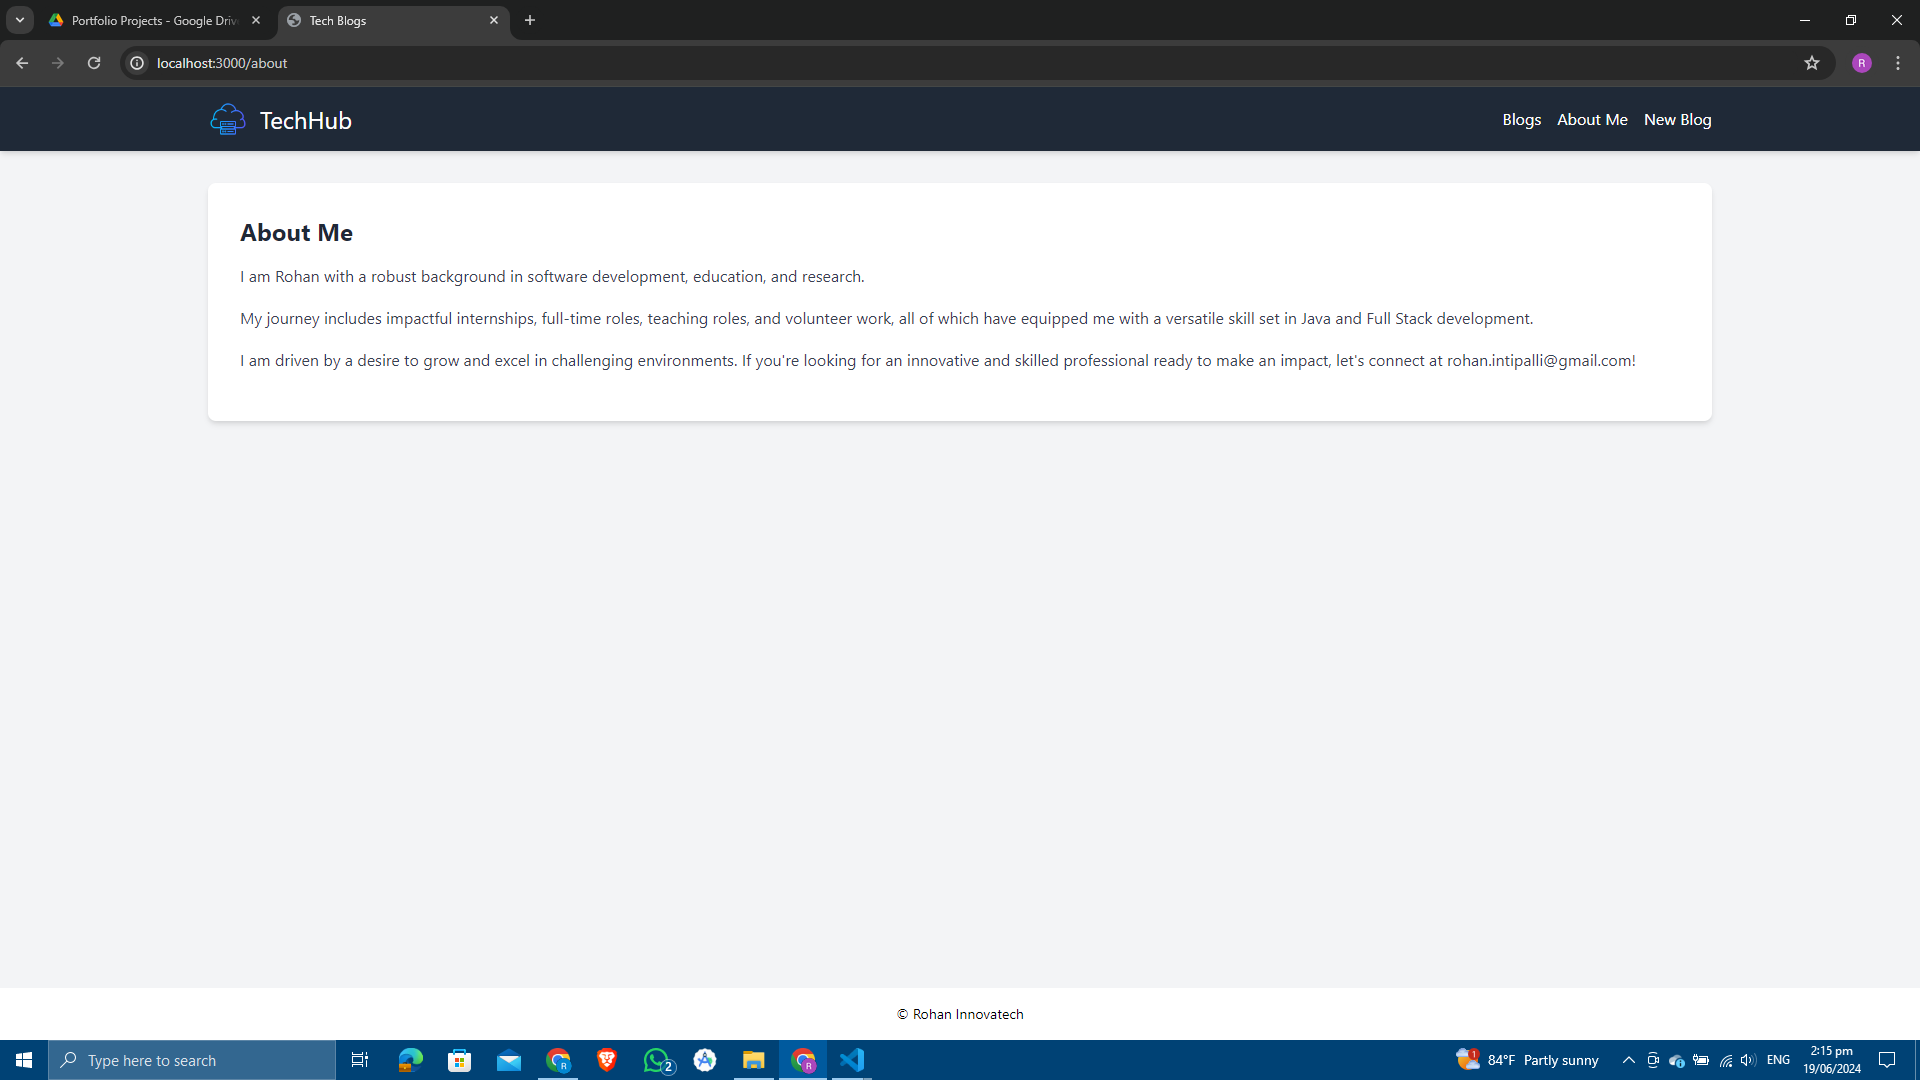 Portfolio Projects - Google Driv
Tech Blogs
localhost:3000/about
R
TechHub
Blogs
About Me
New Blog
About Me
I am Rohan with a robust background in software development, education, and research.
My journey includes impactful internships, full-time roles, teaching roles, and volunteer work, all of which have equipped me with a versatile skill set in Java and Full Stack development.
I am driven by a desire to grow and excel in challenging environments. If you're looking for an innovative and skilled professional ready to make an impact, let's connect at rohan.intipalli@gmail.com!
© Rohan Innovatech
Type here to search
R
2
R
1
84°F Partly sunny
ENG
2:15 pm
19/06/2024